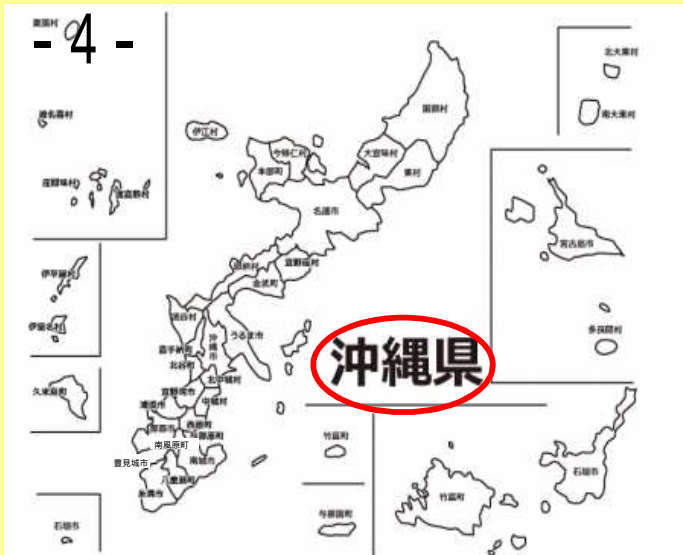 - 4 -
粟国村
渡名喜村
座間味村
渡嘉敷村
伊平屋村
伊是名村
久米島町
石垣市
国頭村
大宜味村
東村
今帰仁村
本部町
伊江村
名護市
恩納村
宜野座村
金武町
読谷村
沖縄市
うるま市
嘉手納町
北谷町
北中城村
宜野湾市
中城村
浦添市
西原町
那覇市
南風原町
豊見城市
南城市
八重瀬町
糸満市
沖縄県
北大東村
南大東村
宮古島市
多良間村
竹富町
与那国町
竹富町
石垣市